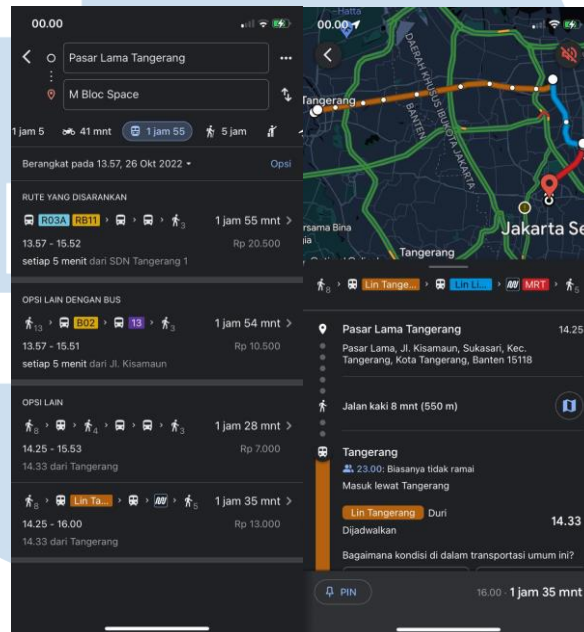 00.00
Pasar Lama Tangerang
M Bloc Space
1 jam 5 41 mnt 1 jam 55 5 jam
Berangkat pada 13.57, 26 Okt 2022 Opsi
RUTE YANG DISARANKAN
R03A RB11 3 1 jam 55 mnt
13.57 - 15.52 Rp 20.500
setiap 5 menit dari SDN Tangerang 1
OPSI LAIN DENGAN BUS
13 B02 13 3 1 jam 54 mnt
13.57 - 15.51 Rp 10.500
setiap 5 menit dari Jl. Kisamaun
OPSI LAIN
8 4 3 1 jam 28 mnt
14.25 - 15.53 Rp 7.000
14.33 dari Tangerang
8 Lin Ta... 5 1 jam 35 mnt
14.25 - 16.00 Rp 13.000
14.33 dari Tangerang
00.00
Hatta
DAERAH KHUSUS IBUKOTA JAKARTA
BANTEN
Tangerang
rsama Bina
Jakarta Se
Tangerang
8 Lin Tange... Lin Li... MRT 5
Pasar Lama Tangerang 14.25
Pasar Lama, Jl. Kisamaun, Sukasari, Kec.
Tangerang, Kota Tangerang, Banten 15118
Jalan kaki 8 mnt (550 m)
Tangerang
23.00: Biasanya tidak ramai
Masuk lewat Tangerang
Lin Tangerang Duri
14.33
Dijadwalkan
Bagaimana kondisi di dalam transportasi umum ini?
PIN 16.00 - 1 jam 35 mnt